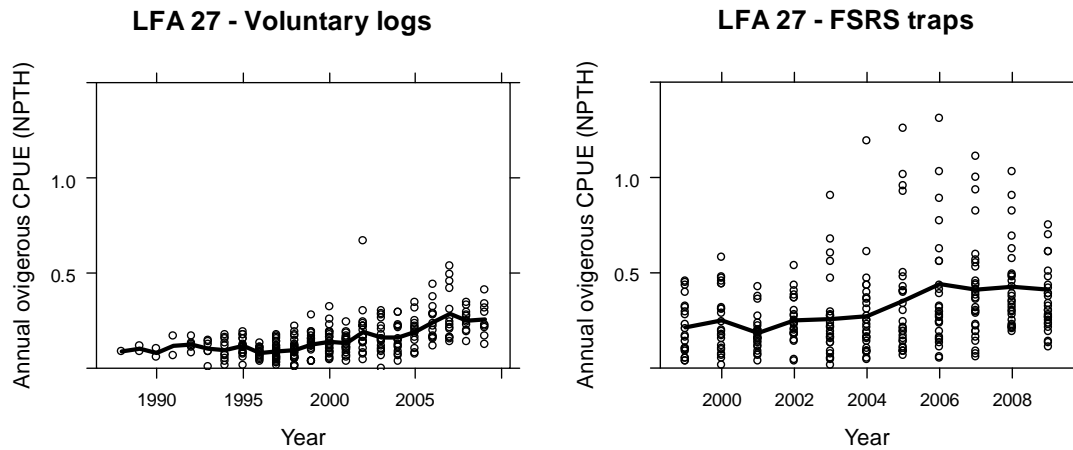 LFA 27 - Voluntary logs
Annual ovigerous CPUE (NPTH)
1.0
0.5
1990 1995 2000 2005
Year
LFA 27 - FSRS traps
Annual ovigerous CPUE (NPTH)
1.0
0.5
2000 2002 2004 2006 2008
Year